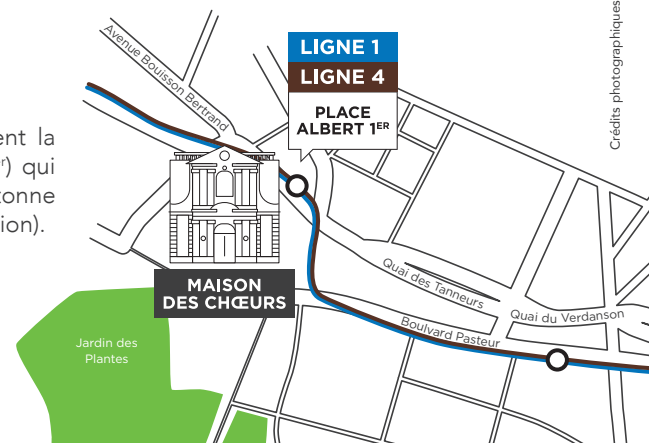 Crédits photographiques
Avenue Bouisson Bertrand
LIGNE 1
LIGNE 4
PLACE
ALBERT 1ER
ent la
er) qui
tonne
ion).
MAISON
DES CHŒURS
Quai des Tanneurs
Quai du Verdanson
Boulvard Pasteur
Jardin des
Plantes